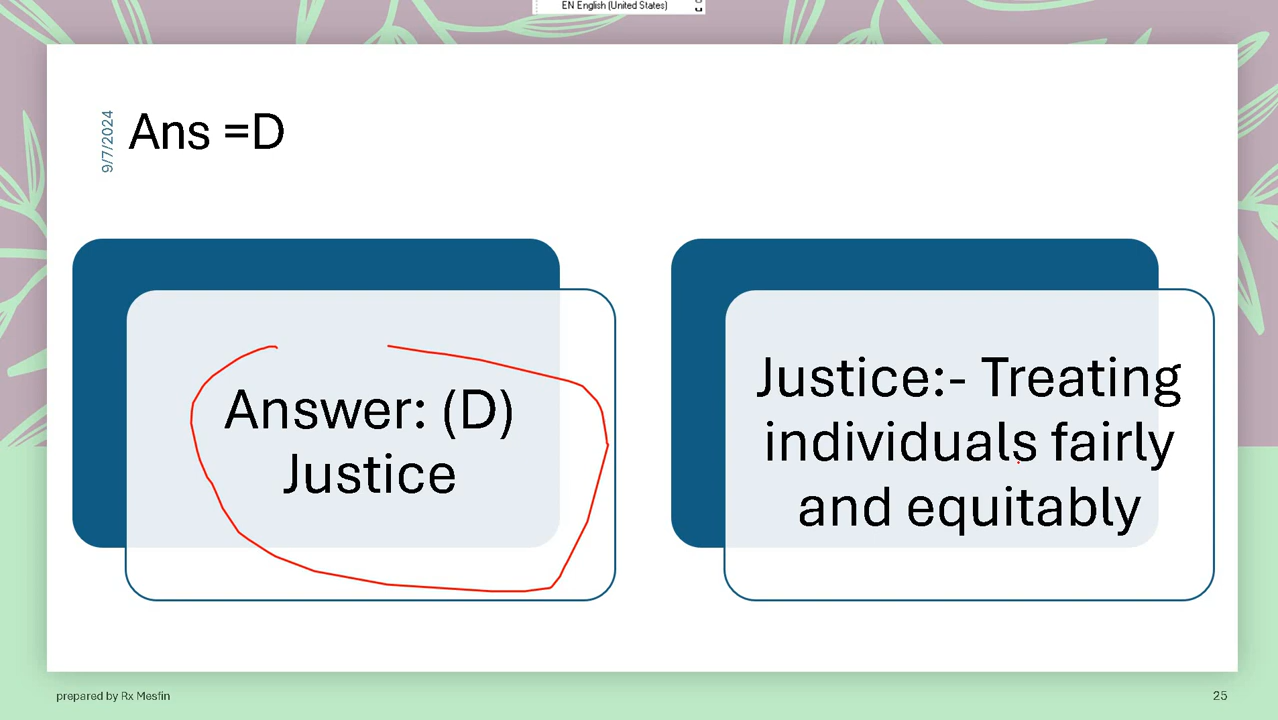 EN English (United States)
9/7/2024
Ans =D
Answer: (D)
Justice
Justice:- Treating
individuals fairly
and equitably
prepared by Rx Mesfin
25